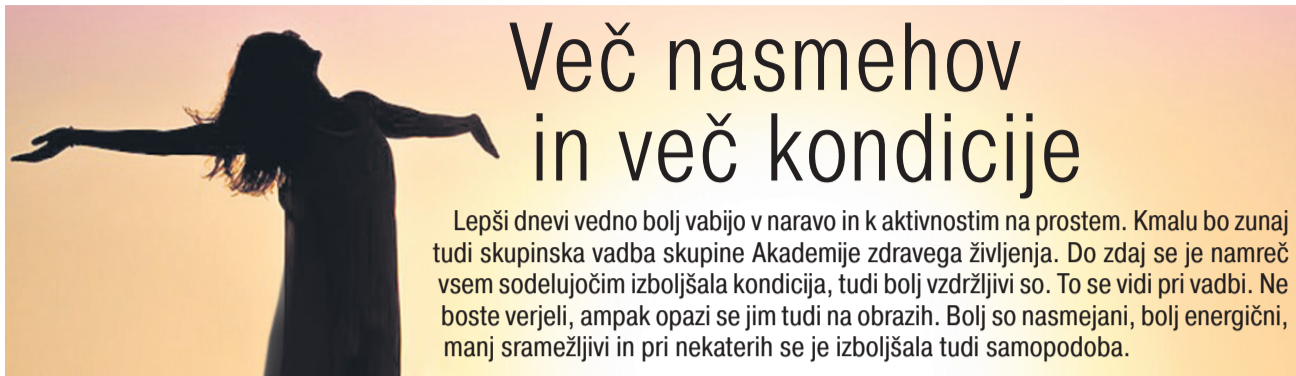 Več nasmehov
in več kondicije
Lepši dnevi vedno bolj vabijo v naravo in k aktivnostim na prostem. Kmalu bo zunaj
tudi skupinska vadba skupine Akademije zdravega življenja. Do zdaj se je namreč
vsem sodelujočim izboljšala kondicija, tudi bolj vzdržljivi so. To se vidi pri vadbi. Ne
boste verjeli, ampak opazi se jim tudi na obrazih. Bolj so nasmejani, bolj energični,
manj sramežljivi in pri nekaterih se je izboljšala tudi samopodoba.